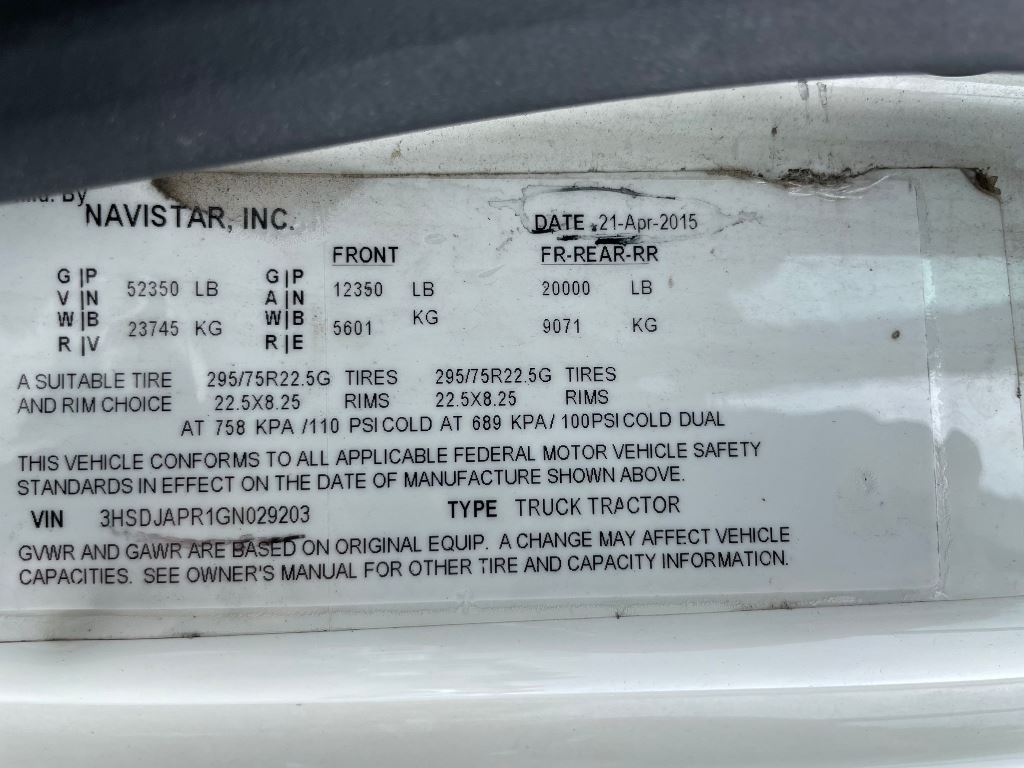 Mfd. By
NAVISTAR, INC.
DATE 21-Apr-2015
FRONT FR-REAR-RR
G|P G|P
V|N 52350 LB A|N 12350 LB 20000 LB
W|B 23745 KG W|B 5601 KG 9071 KG
R|V R|E
A SUITABLE TIRE 295/75R22.5G TIRES 295/75R22.5G TIRES
AND RIM CHOICE 22.5X8.25 RIMS 22.5X8.25 RIMS
AT 758 KPA /110 PSI COLD AT 689 KPA/ 100PSI COLD DUAL
THIS VEHICLE CONFORMS TO ALL APPLICABLE FEDERAL MOTOR VEHICLE SAFETY
STANDARDS IN EFFECT ON THE DATE OF MANUFACTURE SHOWN ABOVE.
VIN 3HSDJAPR1GN029203 TYPE TRUCK TRACTOR
GVWR AND GAWR ARE BASED ON ORIGINAL EQUIP. A CHANGE MAY AFFECT VEHICLE
CAPACITIES. SEE OWNER'S MANUAL FOR OTHER TIRE AND CAPACITY INFORMATION.